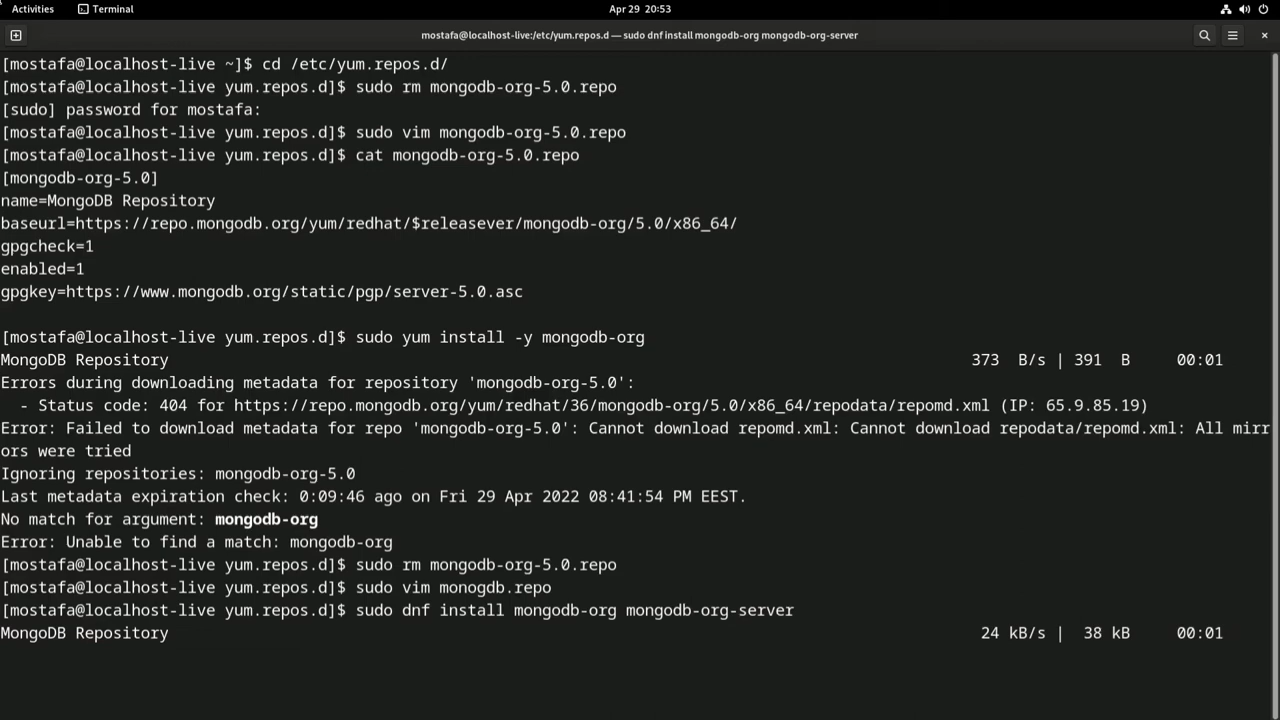 Activities
Terminal
Apr 29 20:53
mostafa@localhost-live:/etc/yum.repos.d — sudo dnf install mongodb-org mongodb-org-server
[mostafa@localhost-live ~]$ cd /etc/yum.repos.d/
[mostafa@localhost-live yum.repos.d]$ sudo rm mongodb-org-5.0.repo
[sudo] password for mostafa:
[mostafa@localhost-live yum.repos.d]$ sudo vim mongodb-org-5.0.repo
[mostafa@localhost-live yum.repos.d]$ cat mongodb-org-5.0.repo
[mongodb-org-5.0]
name=MongoDB Repository
baseurl=https://repo.mongodb.org/yum/redhat/$releasever/mongodb-org/5.0/x86_64/
gpgcheck=1
enabled=1
gpgkey=https://www.mongodb.org/static/pgp/server-5.0.asc
[mostafa@localhost-live yum.repos.d]$ sudo yum install -y mongodb-org
MongoDB Repository 373 B/s | 391 B 00:01
Errors during downloading metadata for repository 'mongodb-org-5.0':
- Status code: 404 for https://repo.mongodb.org/yum/redhat/36/mongodb-org/5.0/x86_64/repodata/repomd.xml (IP: 65.9.85.19)
Error: Failed to download metadata for repo 'mongodb-org-5.0': Cannot download repomd.xml: Cannot download repodata/repomd.xml: All mirr
ors were tried
Ignoring repositories: mongodb-org-5.0
Last metadata expiration check: 0:09:46 ago on Fri 29 Apr 2022 08:41:54 PM EEST.
No match for argument: mongodb-org
Error: Unable to find a match: mongodb-org
[mostafa@localhost-live yum.repos.d]$ sudo rm mongodb-org-5.0.repo
[mostafa@localhost-live yum.repos.d]$ sudo vim monogdb.repo
[mostafa@localhost-live yum.repos.d]$ sudo dnf install mongodb-org mongodb-org-server
MongoDB Repository 24 kB/s | 38 kB 00:01